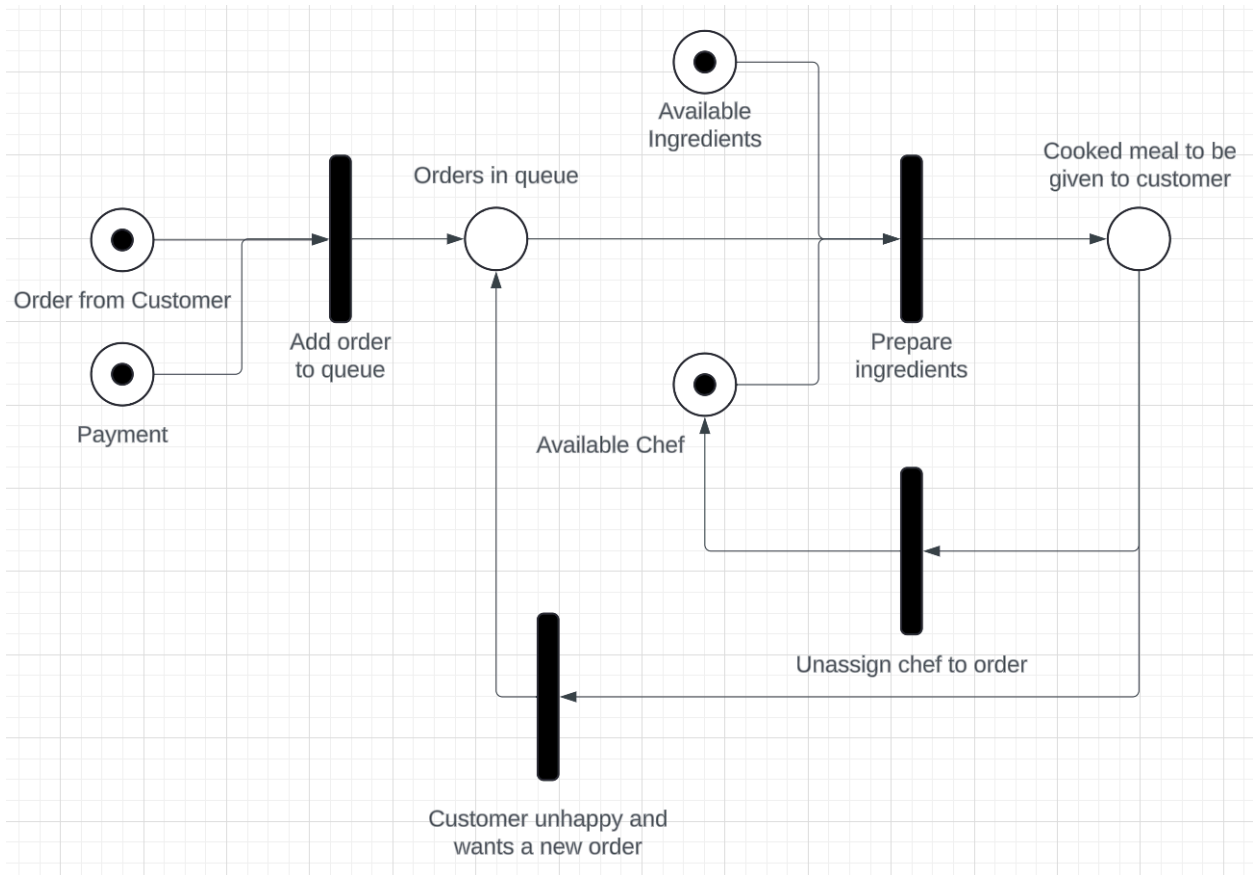 Available
Ingredients
Cooked meal to be
given to customer
Orders in queue
Order from Customer
Add order
to queue
Prepare
ingredients
Payment
Available Chef
Unassign chef to order
Customer unhappy and
wants a new order